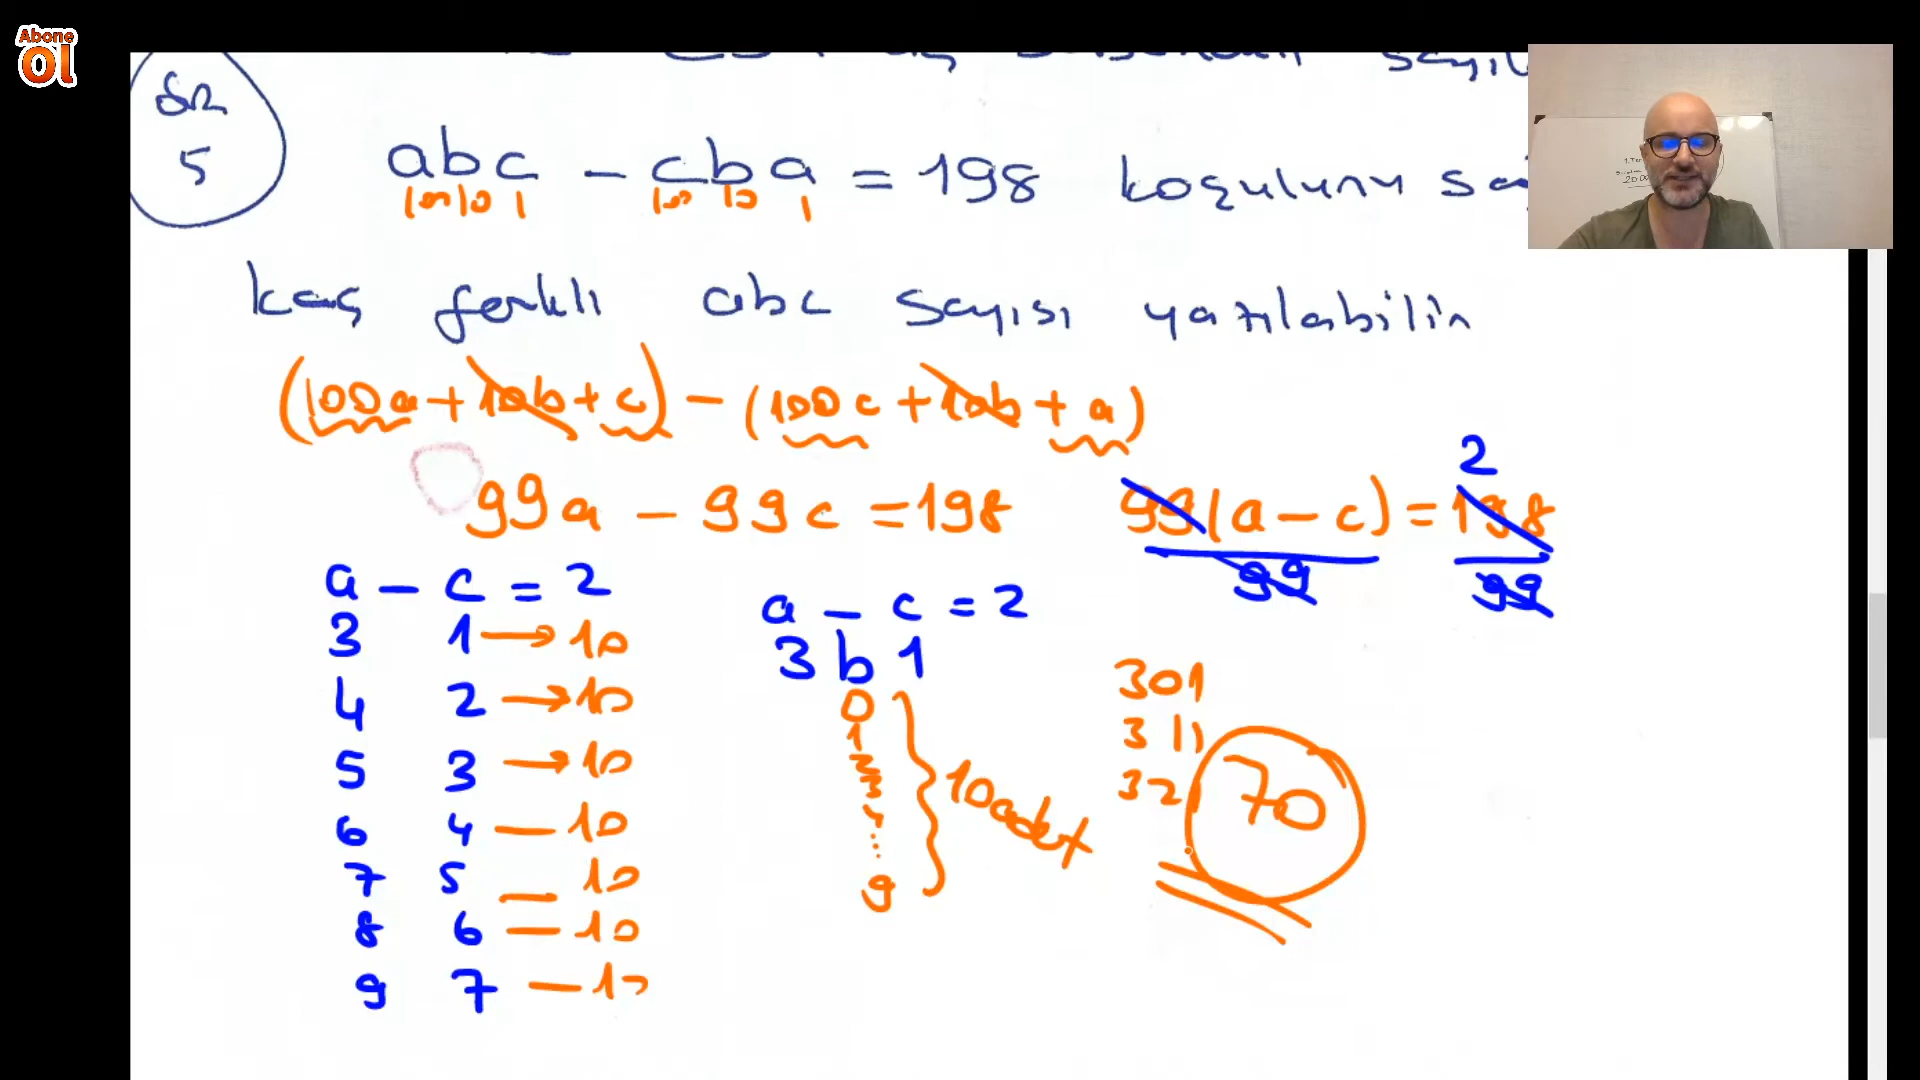 Abone
Ol
ÖR
5
abc - cba = 198 koşulunu
100 10 1 100 10 1
kaç farklı abc sayısı yazılabilir
(100a + 10b + c) - (100c + 10b + a)
99a - 99c = 198
99(a - c) = 198 2
99 99
a - c = 2
3 1 → 10
4 2 → 10
5 3 → 10
6 4 — 10
7 5 — 10
8 6 — 10
9 7 — 10
a - c = 2
3 b 1
0
1
2
3
...
9
10 adet
301
311
321
70